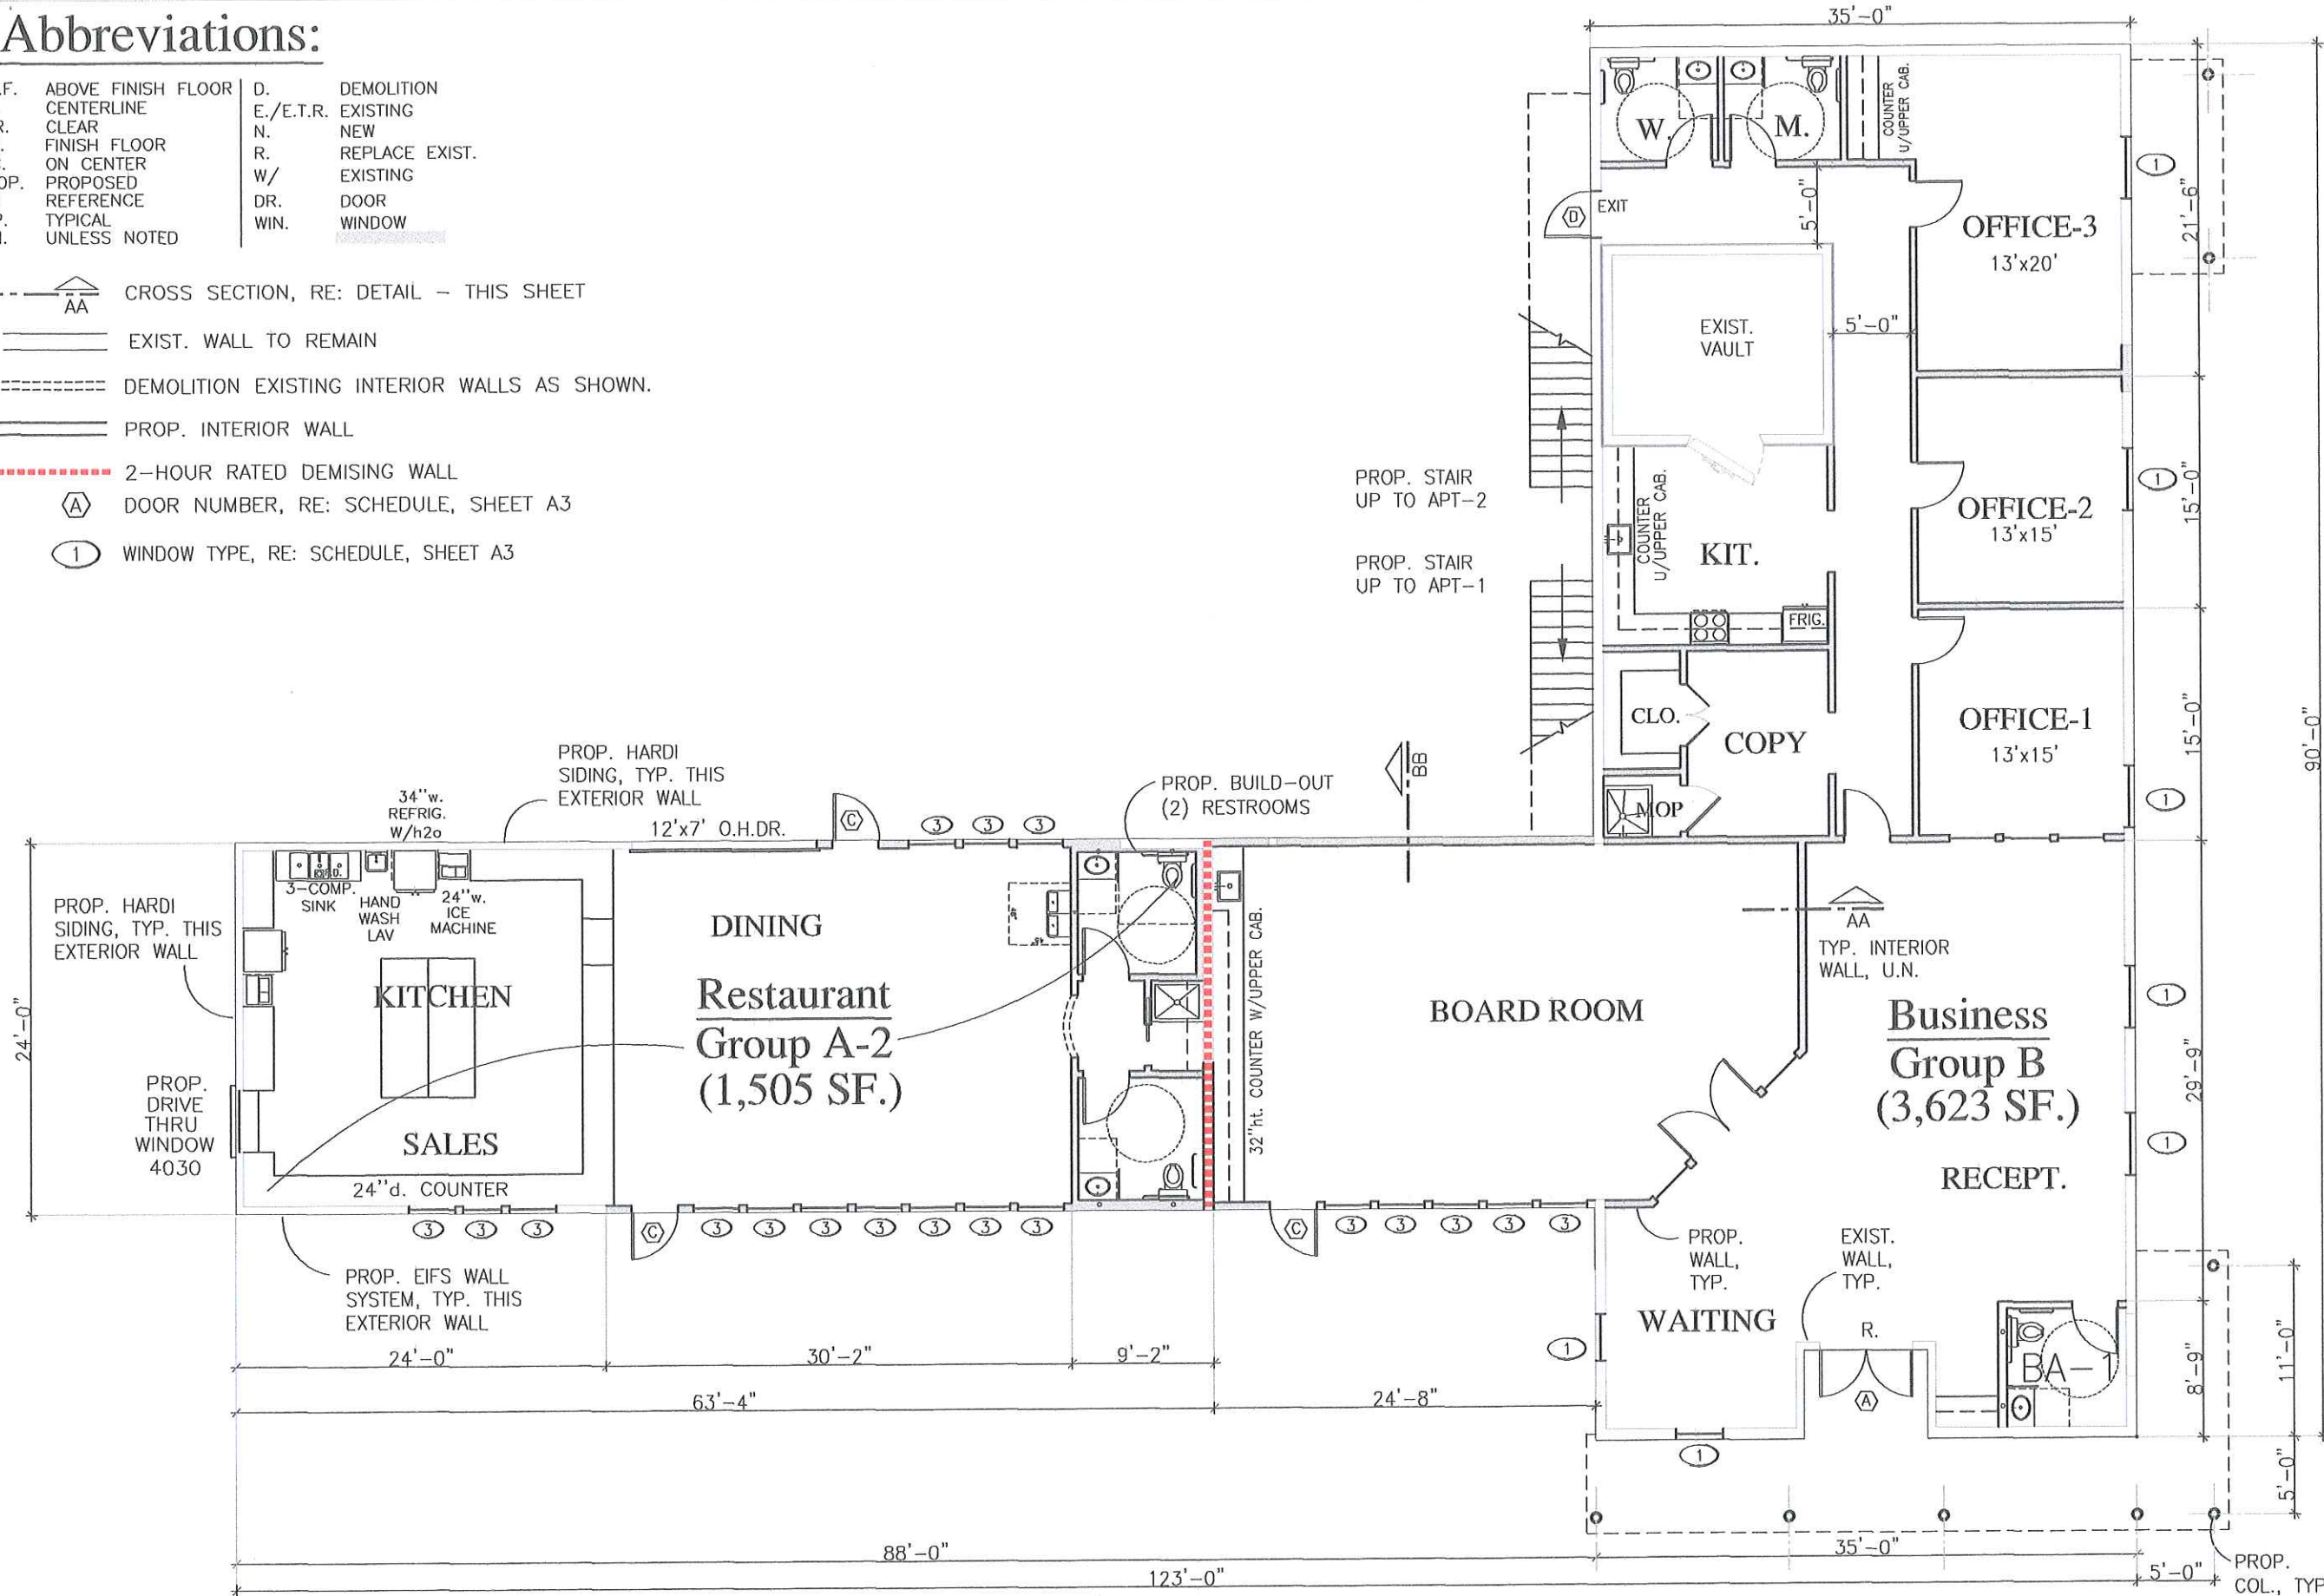 Abbreviations:
.F. ABOVE FINISH FLOOR
CENTERLINE
R. CLEAR
FINISH FLOOR
ON CENTER
OP. PROPOSED
REFERENCE
P. TYPICAL
UNLESS NOTED
D. DEMOLITION
E./E.T.R. EXISTING
N. NEW
R. REPLACE EXIST.
W/ EXISTING
DR. DOOR
WIN. WINDOW
AA
CROSS SECTION, RE: DETAIL - THIS SHEET
EXIST. WALL TO REMAIN
DEMOLITION EXISTING INTERIOR WALLS AS SHOWN.
PROP. INTERIOR WALL
2-HOUR RATED DEMISING WALL
A DOOR NUMBER, RE: SCHEDULE, SHEET A3
1 WINDOW TYPE, RE: SCHEDULE, SHEET A3
35'-0"
W.
M.
COUNTER
U/UPPER CAB.
1
21'-6"
D
EXIT
5'-0"
OFFICE-3
13'x20'
EXIST.
VAULT
5'-0"
PROP. STAIR
UP TO APT-2
COUNTER
U/UPPER CAB.
KIT.
FRIG.
OFFICE-2
13'x15'
1
15'-0"
PROP. STAIR
UP TO APT-1
CLO.
COPY
MOP
OFFICE-1
13'x15'
1
15'-0"
90'-0"
PROP. HARDI
SIDING, TYP. THIS
EXTERIOR WALL
34"w.
REFRIG.
W/h2o
12'x7' O.H.DR.
C
3
3
3
PROP. BUILD-OUT
(2) RESTROOMS
BB
24'-0"
PROP. HARDI
SIDING, TYP. THIS
EXTERIOR WALL
3-COMP.
SINK
HAND
WASH
LAV
24"w.
ICE
MACHINE
KITCHEN
SALES
24"d. COUNTER
PROP.
DRIVE
THRU
WINDOW
4030
DINING
Restaurant
Group A-2
(1,505 SF.)
32"ht. COUNTER W/UPPER CAB.
BOARD ROOM
AA
TYP. INTERIOR
WALL, U.N.
Business
Group B
(3,623 SF.)
RECEPT.
1
1
29'-9"
3
3
3
C
3
3
3
3
3
3
3
C
3
3
3
3
3
PROP. EIFS WALL
SYSTEM, TYP. THIS
EXTERIOR WALL
PROP.
WALL,
TYP.
EXIST.
WALL,
TYP.
WAITING
R.
A
BA-1
1
1
8'-9"
11'-0"
5'-0"
24'-0"
30'-2"
9'-2"
63'-4"
24'-8"
88'-0"
35'-0"
123'-0"
5'-0"
PROP.
COL., TYP